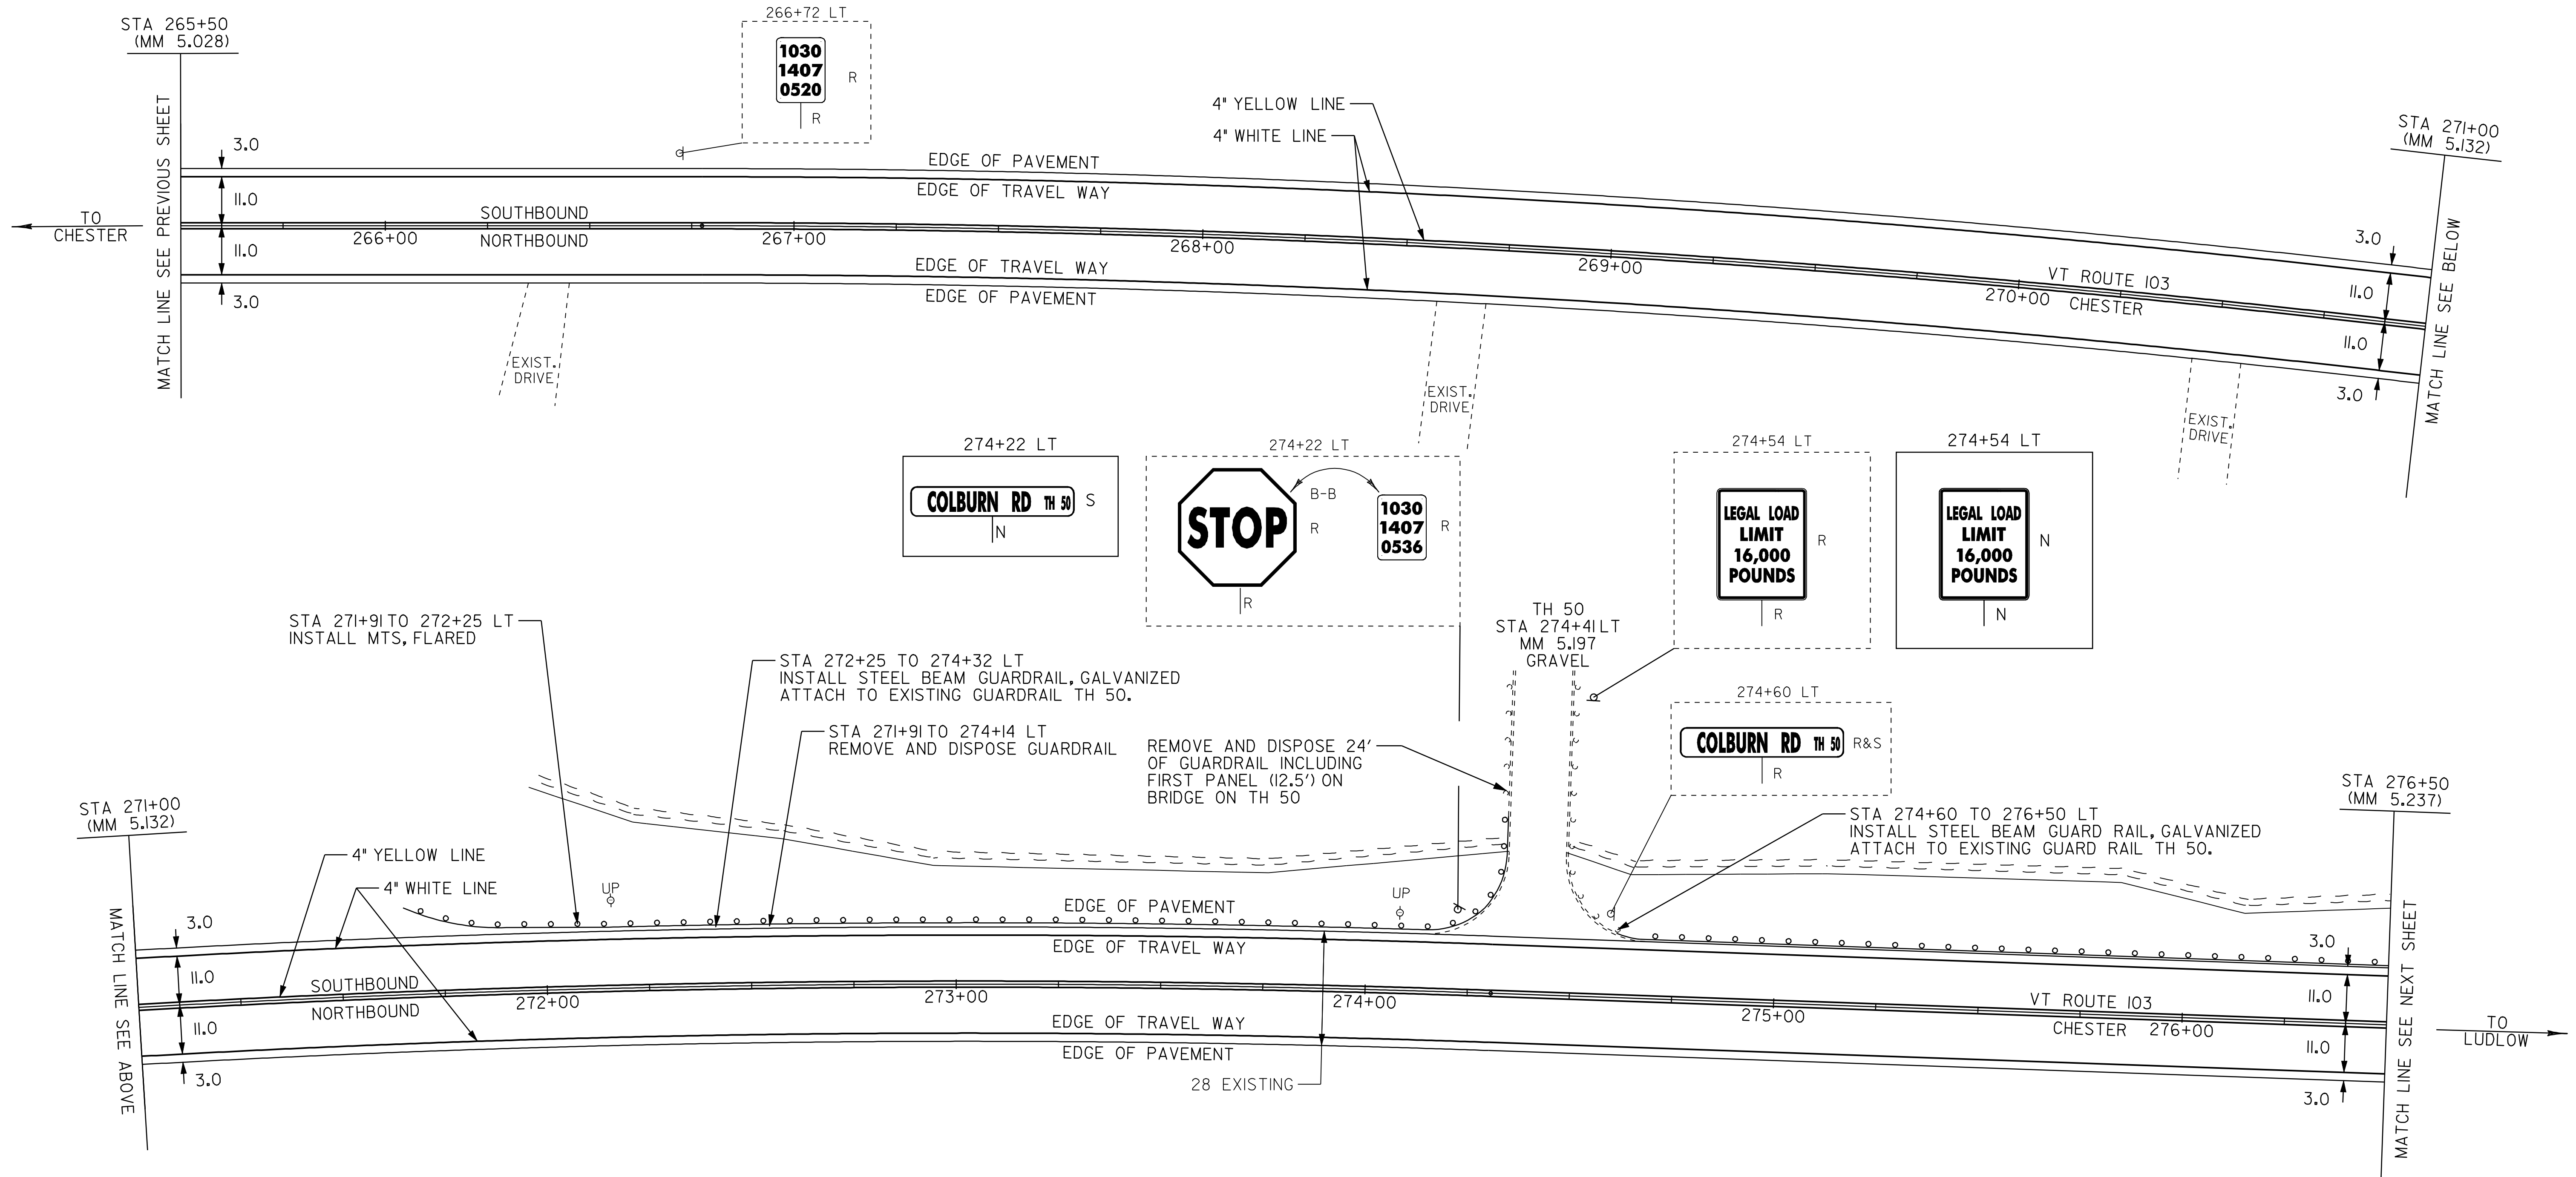 STA 265+50
(MM 5.028)
266+72 LT
1030
1407
0520
R
R
4" YELLOW LINE
4" WHITE LINE
STA 271+00
(MM 5.132)
MATCH LINE SEE PREVIOUS SHEET
3.0
EDGE OF PAVEMENT
EDGE OF TRAVEL WAY
11.0
TO
CHESTER
SOUTHBOUND
NORTHBOUND
266+00
267+00
268+00
269+00
270+00
VT ROUTE 103
CHESTER
11.0
EDGE OF TRAVEL WAY
EDGE OF PAVEMENT
3.0
3.0
11.0
11.0
3.0
MATCH LINE SEE BELOW
EXIST.
DRIVE
EXIST.
DRIVE
EXIST.
DRIVE
274+22 LT
COLBURN RD TH 50
S
N
274+22 LT
STOP
B-B
R
R
1030
1407
0536
R
274+54 LT
LEGAL LOAD
LIMIT
16,000
POUNDS
R
R
274+54 LT
LEGAL LOAD
LIMIT
16,000
POUNDS
N
N
STA 271+91 TO 272+25 LT
INSTALL MTS, FLARED
STA 272+25 TO 274+32 LT
INSTALL STEEL BEAM GUARDRAIL, GALVANIZED
ATTACH TO EXISTING GUARDRAIL TH 50.
STA 271+91 TO 274+14 LT
REMOVE AND DISPOSE GUARDRAIL
REMOVE AND DISPOSE 24'
OF GUARDRAIL INCLUDING
FIRST PANEL (12.5') ON
BRIDGE ON TH 50
TH 50
STA 274+41 LT
MM 5.197
GRAVEL
274+60 LT
COLBURN RD TH 50
R&S
R
STA 274+60 TO 276+50 LT
INSTALL STEEL BEAM GUARD RAIL, GALVANIZED
ATTACH TO EXISTING GUARD RAIL TH 50.
STA 276+50
(MM 5.237)
STA 271+00
(MM 5.132)
4" YELLOW LINE
4" WHITE LINE
UP
UP
MATCH LINE SEE ABOVE
3.0
11.0
11.0
3.0
EDGE OF PAVEMENT
EDGE OF TRAVEL WAY
SOUTHBOUND
NORTHBOUND
272+00
273+00
274+00
275+00
276+00
VT ROUTE 103
CHESTER
EDGE OF TRAVEL WAY
EDGE OF PAVEMENT
28 EXISTING
3.0
11.0
11.0
3.0
MATCH LINE SEE NEXT SHEET
TO
LUDLOW